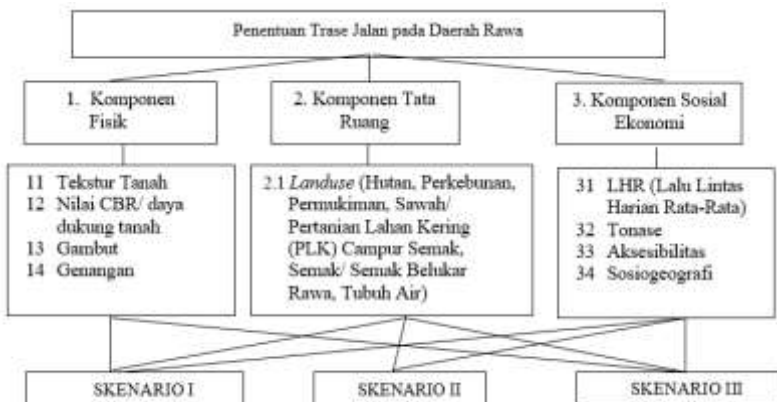 Penentuan Trase Jalan pada Daerah Rawa
1. Komponen
Fisik
2. Komponen Tata
Ruang
3. Komponen Sosial
Ekonomi
11 Tekstur Tanah
12 Nilai CBR/ daya
dukung tanah
13 Gambut
14 Genangan
2.1 Landuse (Hutan, Perkebunan,
Permukiman, Sawah/
Pertanian Lahan Kering
(PLK) Campur Semak,
Semak/ Semak Belukar
Rawa, Tubuh Air)
31 LHR (Lalu Lintas
Harian Rata-Rata)
32 Tonase
33 Aksesibilitas
34 Sosiogeografi
SKENARIO I
SKENARIO II
SKENARIO III